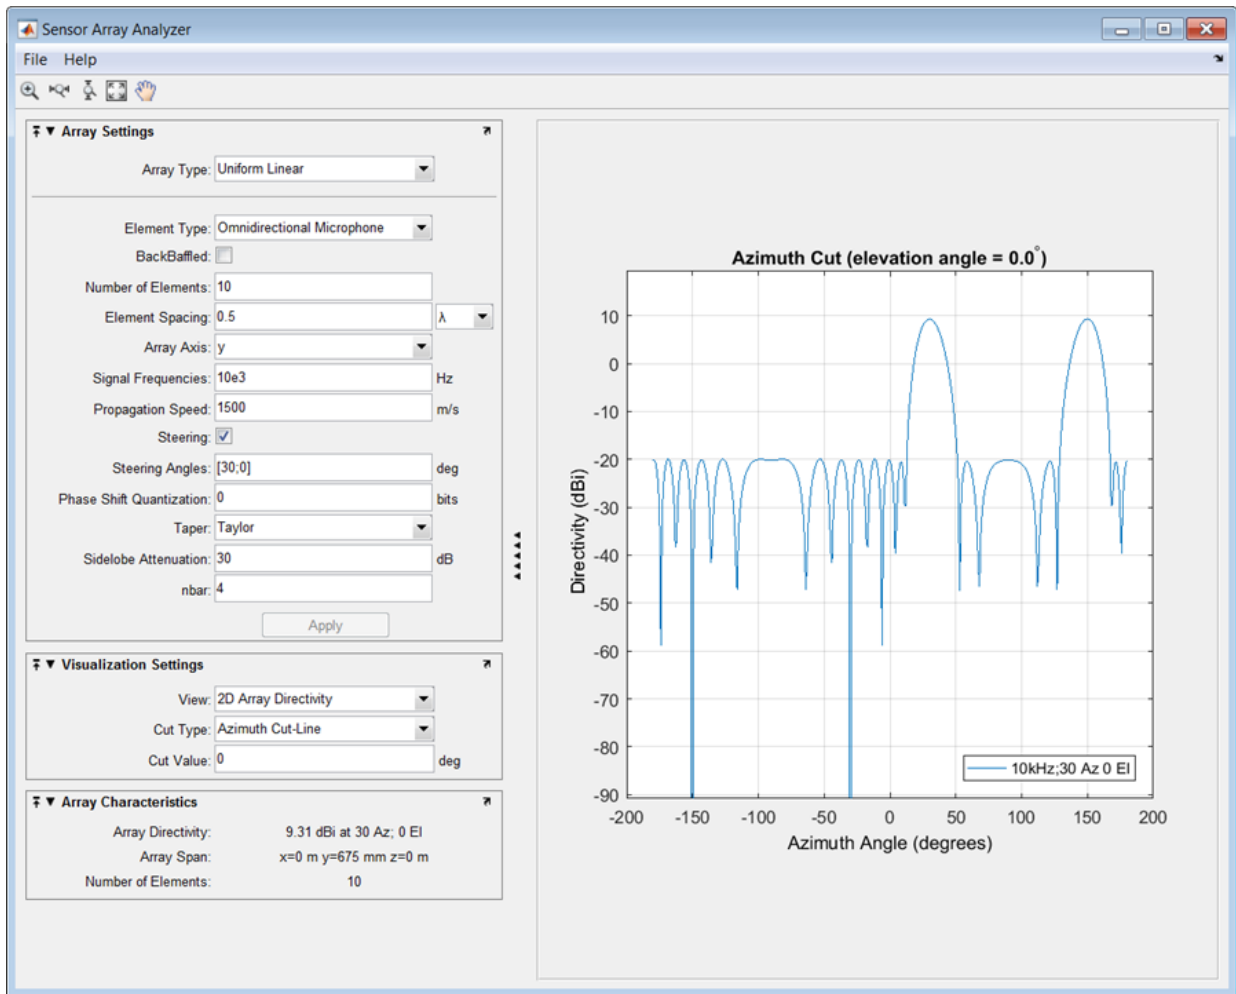 Sensor Array Analyzer
File Help
Array Settings
Array Type: Uniform Linear
Element Type: Omnidirectional Microphone
BackBaffled:
Number of Elements: 10
Element Spacing: 0.5 λ
Array Axis: y
Signal Frequencies: 10e3 Hz
Propagation Speed: 1500 m/s
Steering:
Steering Angles: [30;0] deg
Phase Shift Quantization: 0 bits
Taper: Taylor
Sidelobe Attenuation: 30 dB
nbar: 4
Apply
Visualization Settings
View: 2D Array Directivity
Cut Type: Azimuth Cut-Line
Cut Value: 0 deg
Array Characteristics
Array Directivity: 9.31 dBi at 30 Az; 0 El
Array Span: x=0 m y=675 mm z=0 m
Number of Elements: 10
Azimuth Cut (elevation angle = 0.0°)
Directivity (dBi)
10
0
-10
-20
-30
-40
-50
-60
-70
-80
-90
10kHz;30 Az 0 El
-200 -150 -100 -50 0 50 100 150 200
Azimuth Angle (degrees)